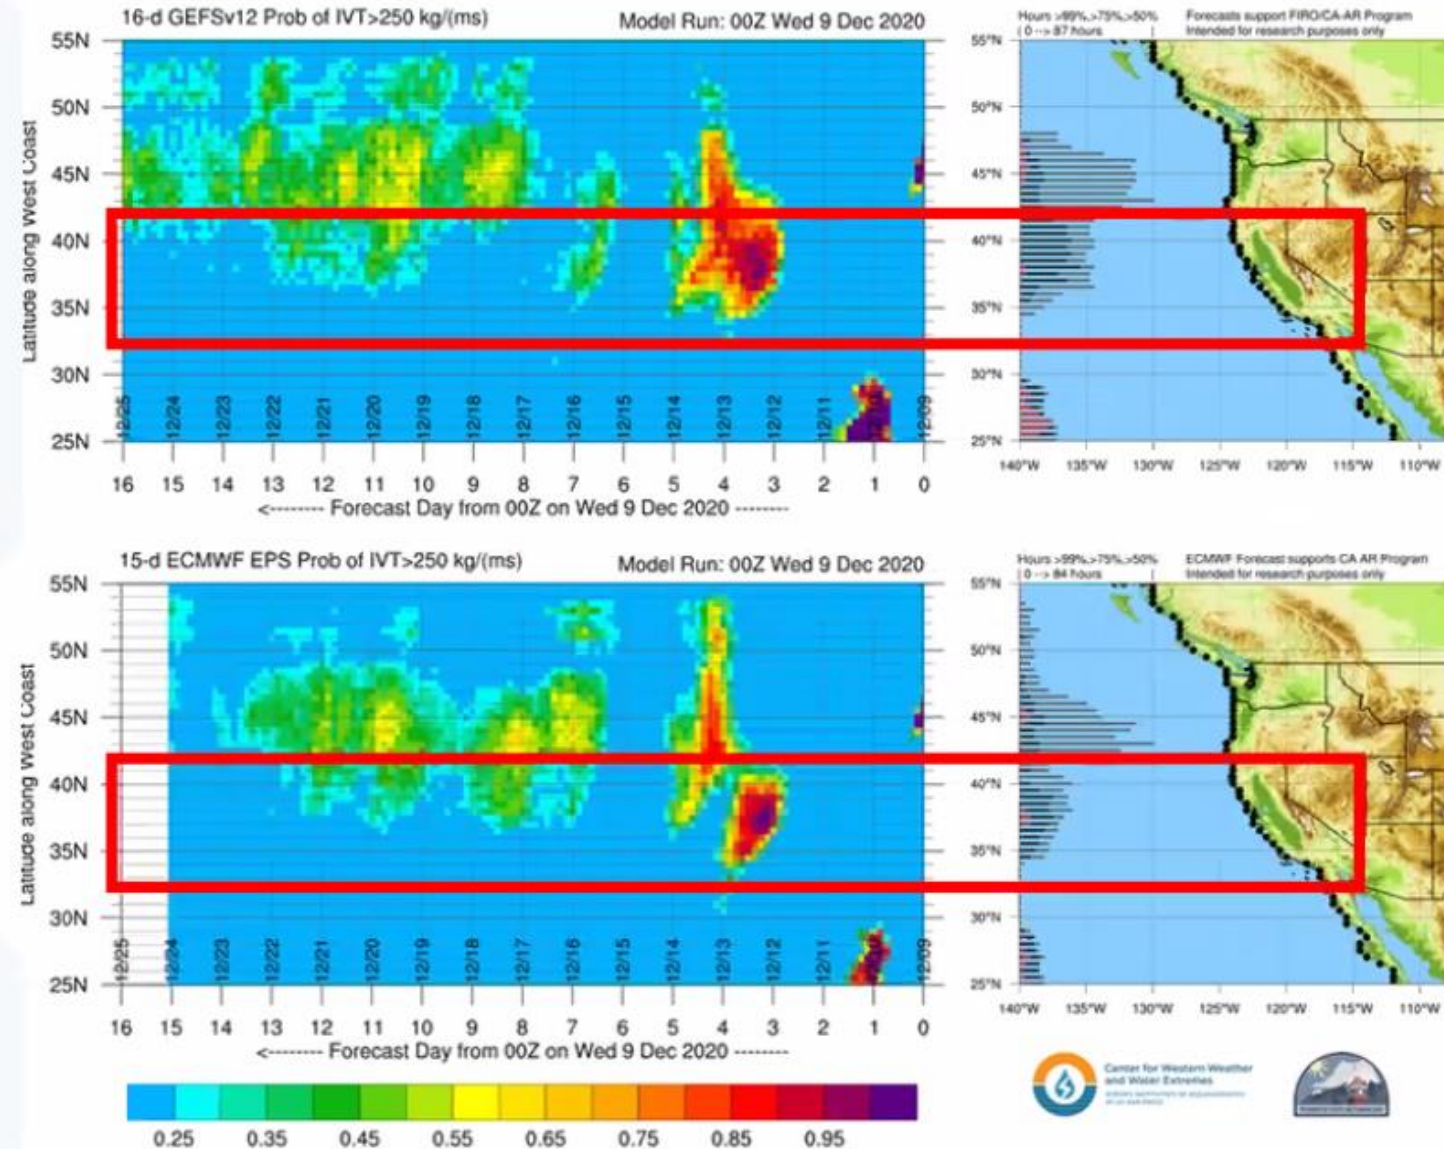 16-d GEFSv12 Prob of IVT>250 kg/(ms) Model Run: 00Z Wed 9 Dec 2020
Hours >99%,>75%,>50% Forecasts support FIRO/CA-AR Program
0 --> 87 hours Intended for research purposes only
Latitude along West Coast
55N
50N
45N
40N
35N
30N
25N
12/25 12/24 12/23 12/22 12/21 12/20 12/19 12/18 12/17 12/16 12/15 12/14 12/13 12/12 12/11 12/09
16 15 14 13 12 11 10 9 8 7 6 5 4 3 2 1 0
<-------- Forecast Day from 00Z on Wed 9 Dec 2020 --------
55°N
50°N
45°N
40°N
35°N
30°N
25°N
140°W 135°W 130°W 125°W 120°W 115°W 110°W
15-d ECMWF EPS Prob of IVT>250 kg/(ms) Model Run: 00Z Wed 9 Dec 2020
Hours >99%,>75%,>50% ECMWF Forecast supports CA AR Program
0 --> 84 hours Intended for research purposes only
Latitude along West Coast
55N
50N
45N
40N
35N
30N
25N
12/25 12/24 12/23 12/22 12/21 12/20 12/19 12/18 12/17 12/16 12/15 12/14 12/13 12/12 12/11 12/09
16 15 14 13 12 11 10 9 8 7 6 5 4 3 2 1 0
<-------- Forecast Day from 00Z on Wed 9 Dec 2020 --------
55°N
50°N
45°N
40°N
35°N
30°N
25°N
140°W 135°W 130°W 125°W 120°W 115°W 110°W
Center for Western Weather
and Water Extremes
0.25 0.35 0.45 0.55 0.65 0.75 0.85 0.95